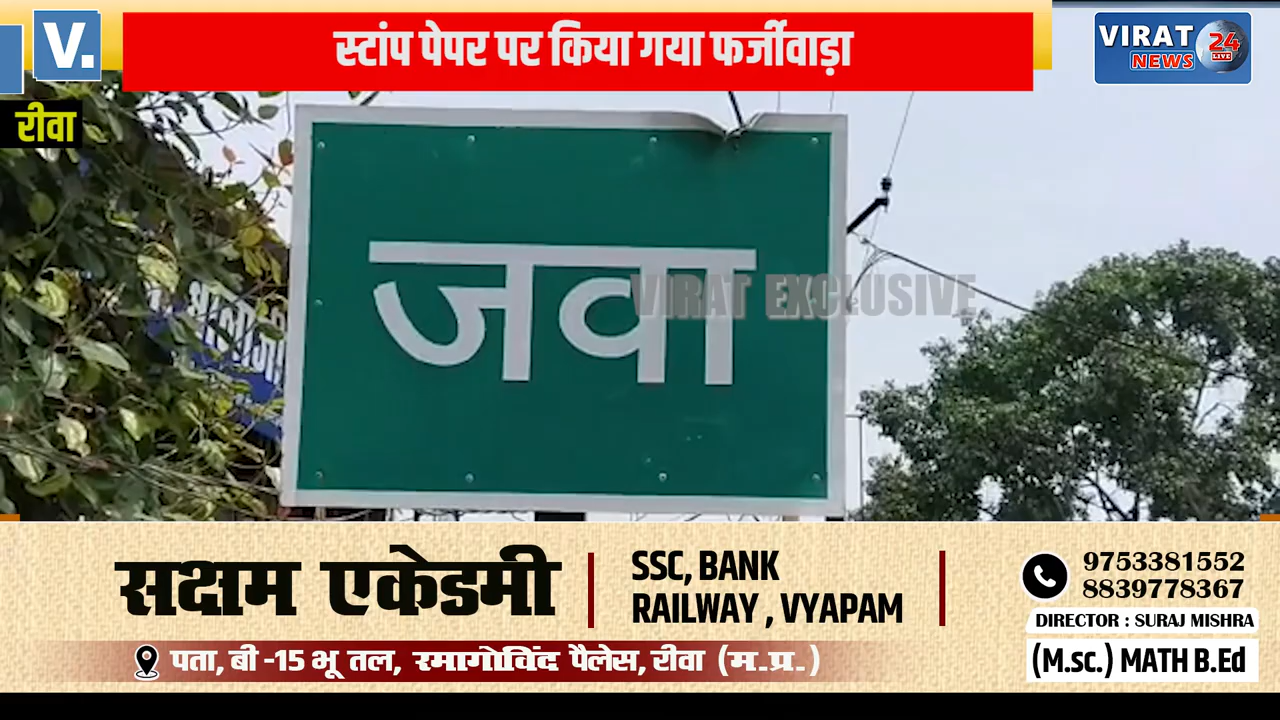 V.
स्टांप पेपर पर किया गया फर्जीवाड़ा
VIRAT
NEWS
24
LIVE
रीवा
जवा
VIRAT EXCLUSIVE
सक्षम एकेडमी
SSC, BANK
RAILWAY , VYAPAM
9753381552
8839778367
DIRECTOR : SURAJ MISHRA
(M.sc.) MATH B.Ed
पता, बी -15 भू तल, रमागोविंद पैलेस, रीवा (म.प्र.)